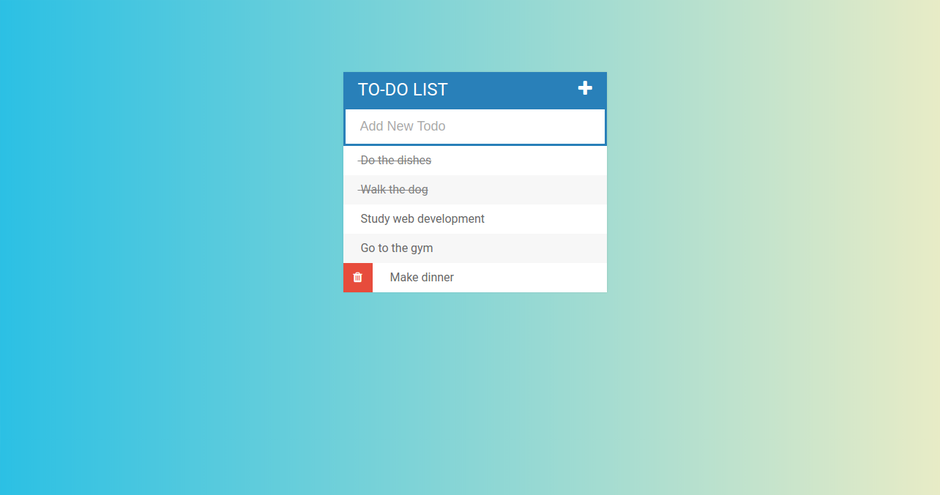 TO-DO LIST
Add New Todo
Do the dishes
Walk the dog
Study web development
Go to the gym
Make dinner